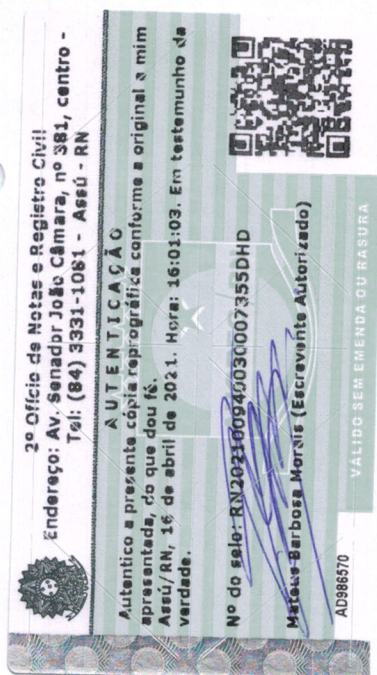 2º Ofício de Notas e Registro Civil
Endereço: Av. Senador João Câmara, nº 381, centro -
Tel: (84) 3331-1081 - Assú - RN
AUTENTICAÇÃO
Autentico a presente cópia reprográfica conforme o original a mim
apresentada, do que dou fé.
Assú/RN, 16 de abril de 2021. Hora: 16:01:03. Em testemunho da
verdade.
Nº do selo: RN202100940030007355DHD
Mateus Barbosa Morais (Escrevente Autorizado)
AD986570
VÁLIDO SEM EMENDA OU RASURA